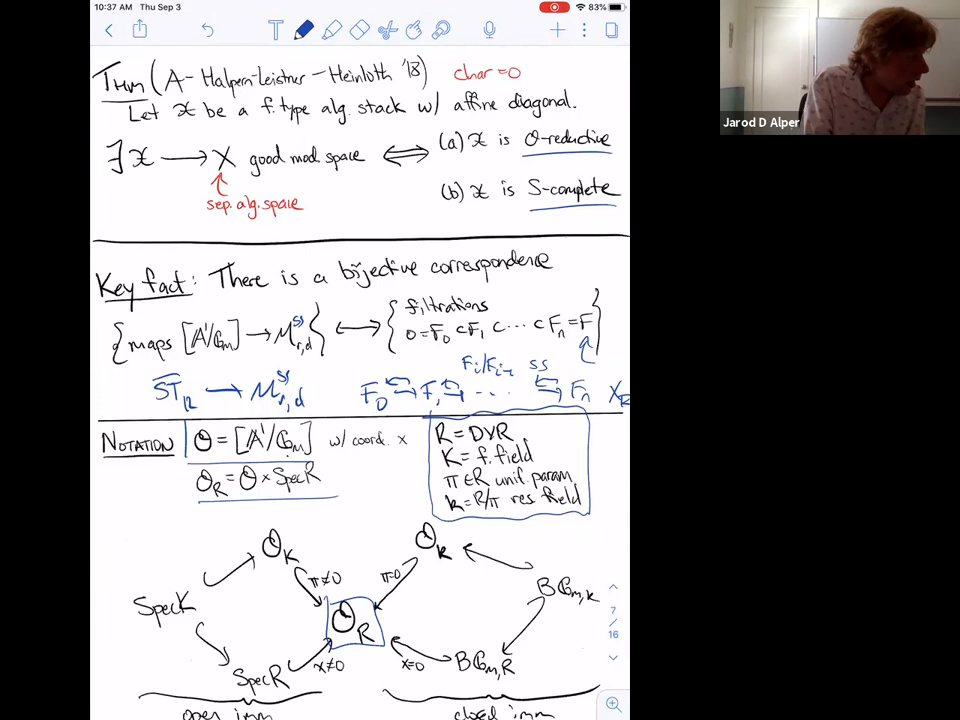 10:37 AM Thu Sep 3
83%
Thm (A-Halpern-Leistner-Heinloth '18) char=0
Let 𝒳 be a f.type alg. stack w/ affine diagonal.
∃ 𝒳 ⟶ X good mod space ⟺ (a) 𝒳 is Θ-reductive
(b) 𝒳 is S-complete
sep. alg. space
Key fact: There is a bijective correspondence
{maps [A¹/Gm] → M^ss_r,d} ⟷ {filtrations 0=F₀ ⊂ F₁ ⊂ ⋯ ⊂ Fn = F}
Fi/Fi-1 ss
ST_R ⟶ M^ss_r,d F₀ ⇄ F₁ ⇄ ⋯ ⇄ Fn X_R
NOTATION Θ = [A¹/Gm] w/ coord. x
Θ_R = Θ × Spec R
R = DVR
K = f. field
π ∈ R unif. param
k = R/π res field
Θ_K Θ_k
π≠0 π=0
Spec K Θ_R BGm,k
x≠0 x=0
Spec R BGm,R
open imm closed imm
7
/
16
Jarod D Alper